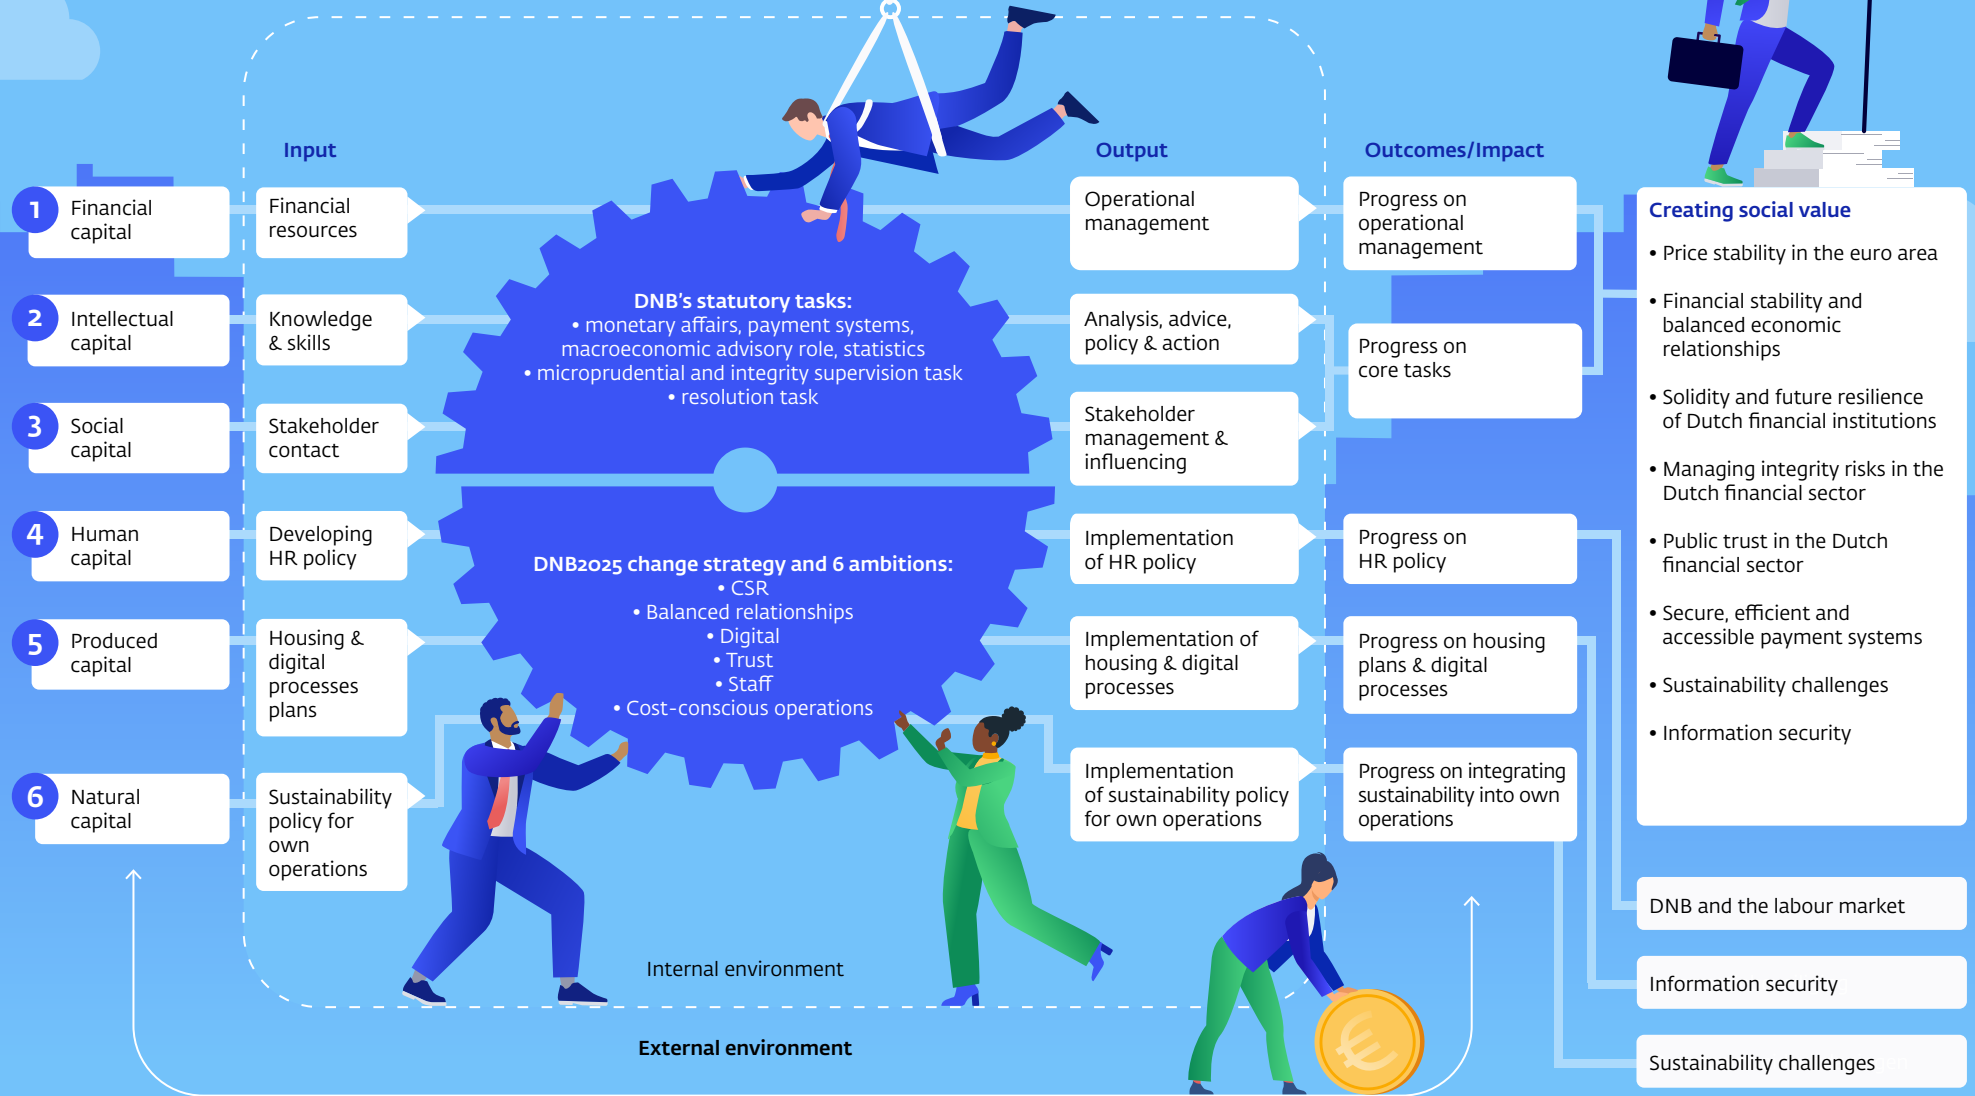 Input
Output
Outcomes/Impact
1
Financial
capital
Financial
resources
Operational
management
Progress on
operational
management
2
Intellectual
capital
Knowledge
& skills
Analysis, advice,
policy & action
Progress on
core tasks
3
Social
capital
Stakeholder
contact
Stakeholder
management &
influencing
DNB's statutory tasks:
• monetary affairs, payment systems,
macroeconomic advisory role, statistics
• microprudential and integrity supervision task
• resolution task
4
Human
capital
Developing
HR policy
Implementation
of HR policy
Progress on
HR policy
5
Produced
capital
Housing &
digital
processes
plans
Implementation of
housing & digital
processes
Progress on housing
plans & digital
processes
DNB2025 change strategy and 6 ambitions:
• CSR
• Balanced relationships
• Digital
• Trust
• Staff
• Cost-conscious operations
6
Natural
capital
Sustainability
policy for
own
operations
Implementation
of sustainability policy
for own operations
Progress on integrating
sustainability into own
operations
Creating social value
• Price stability in the euro area
• Financial stability and
balanced economic
relationships
• Solidity and future resilience
of Dutch financial institutions
• Managing integrity risks in the
Dutch financial sector
• Public trust in the Dutch
financial sector
• Secure, efficient and
accessible payment systems
• Sustainability challenges
• Information security
DNB and the labour market
Information security
Sustainability challenges
Internal environment
External environment
€